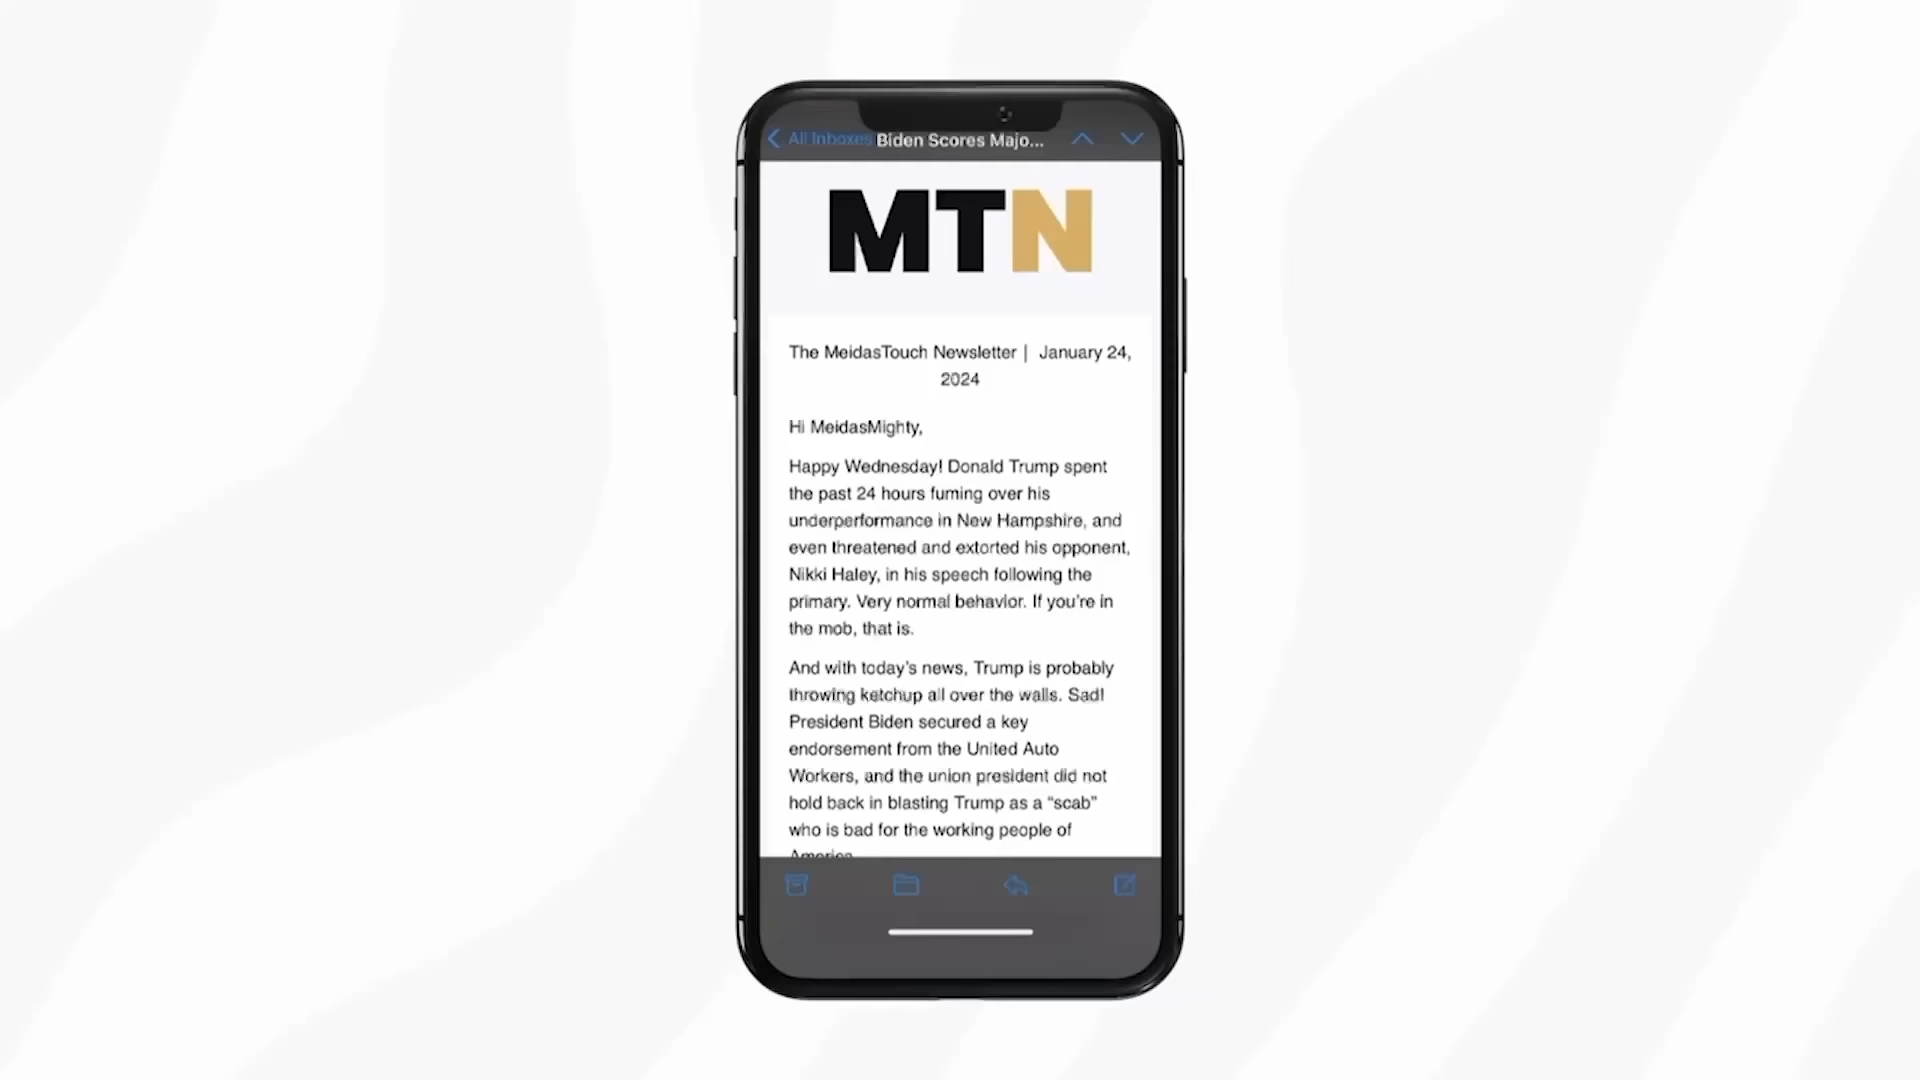 All Inboxes Biden Scores Majo...
MTN
The MeidasTouch Newsletter | January 24,
2024
Hi MeidasMighty,
Happy Wednesday! Donald Trump spent
the past 24 hours fuming over his
underperformance in New Hampshire, and
even threatened and extorted his opponent,
Nikki Haley, in his speech following the
primary. Very normal behavior. If you're in
the mob, that is.
And with today's news, Trump is probably
throwing ketchup all over the walls. Sad!
President Biden secured a key
endorsement from the United Auto
Workers, and the union president did not
hold back in blasting Trump as a “scab”
who is bad for the working people of
America